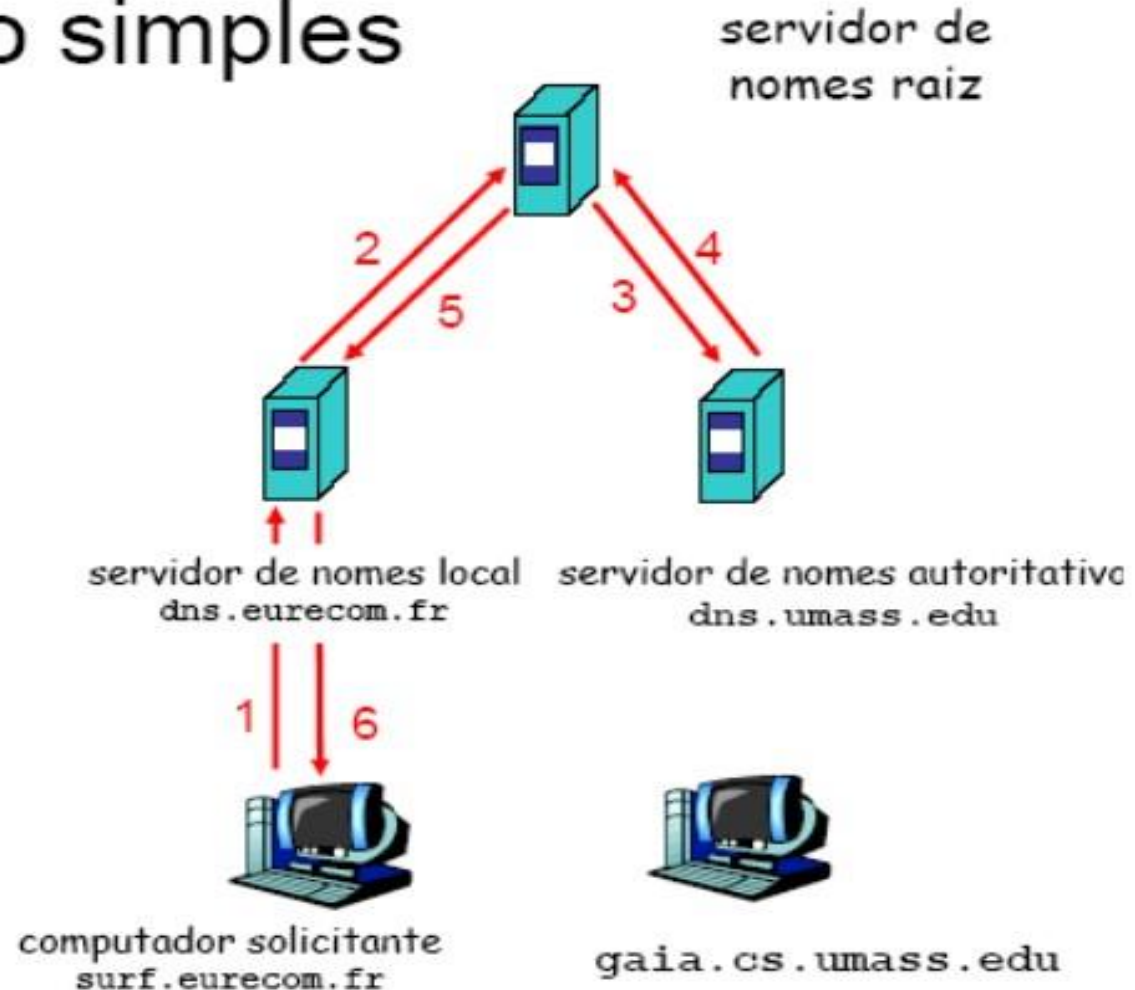 o simples
servidor de
nomes raiz
2
4
5
3
servidor de nomes local
dns.eurecom.fr
servidor de nomes autoritativo
dns.umass.edu
1
6
computador solicitante
surf.eurecom.fr
gaia.cs.umass.edu